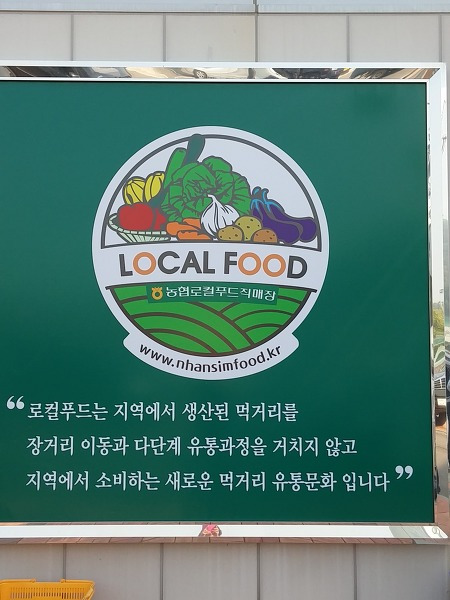 LOCAL FOOD
농협로컬푸드직매장
www.nhansimfood.kr
“로컬푸드는 지역에서 생산된 먹거리를
장거리 이동과 다단계 유통과정을 거치지 않고
지역에서 소비하는 새로운 먹거리 유통문화 입니다”